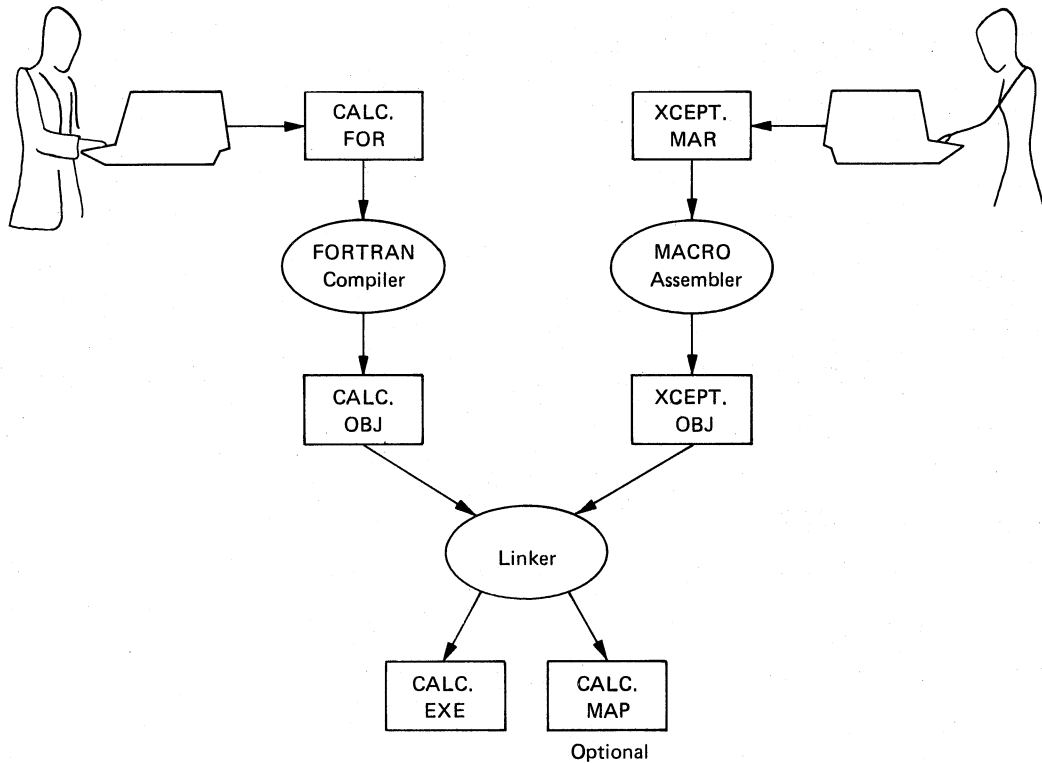 CALC.
FOR
XCEPT.
MAR
FORTRAN
Compiler
MACRO
Assembler
CALC.
OBJ
XCEPT.
OBJ
Linker
CALC.
EXE
CALC.
MAP
Optional